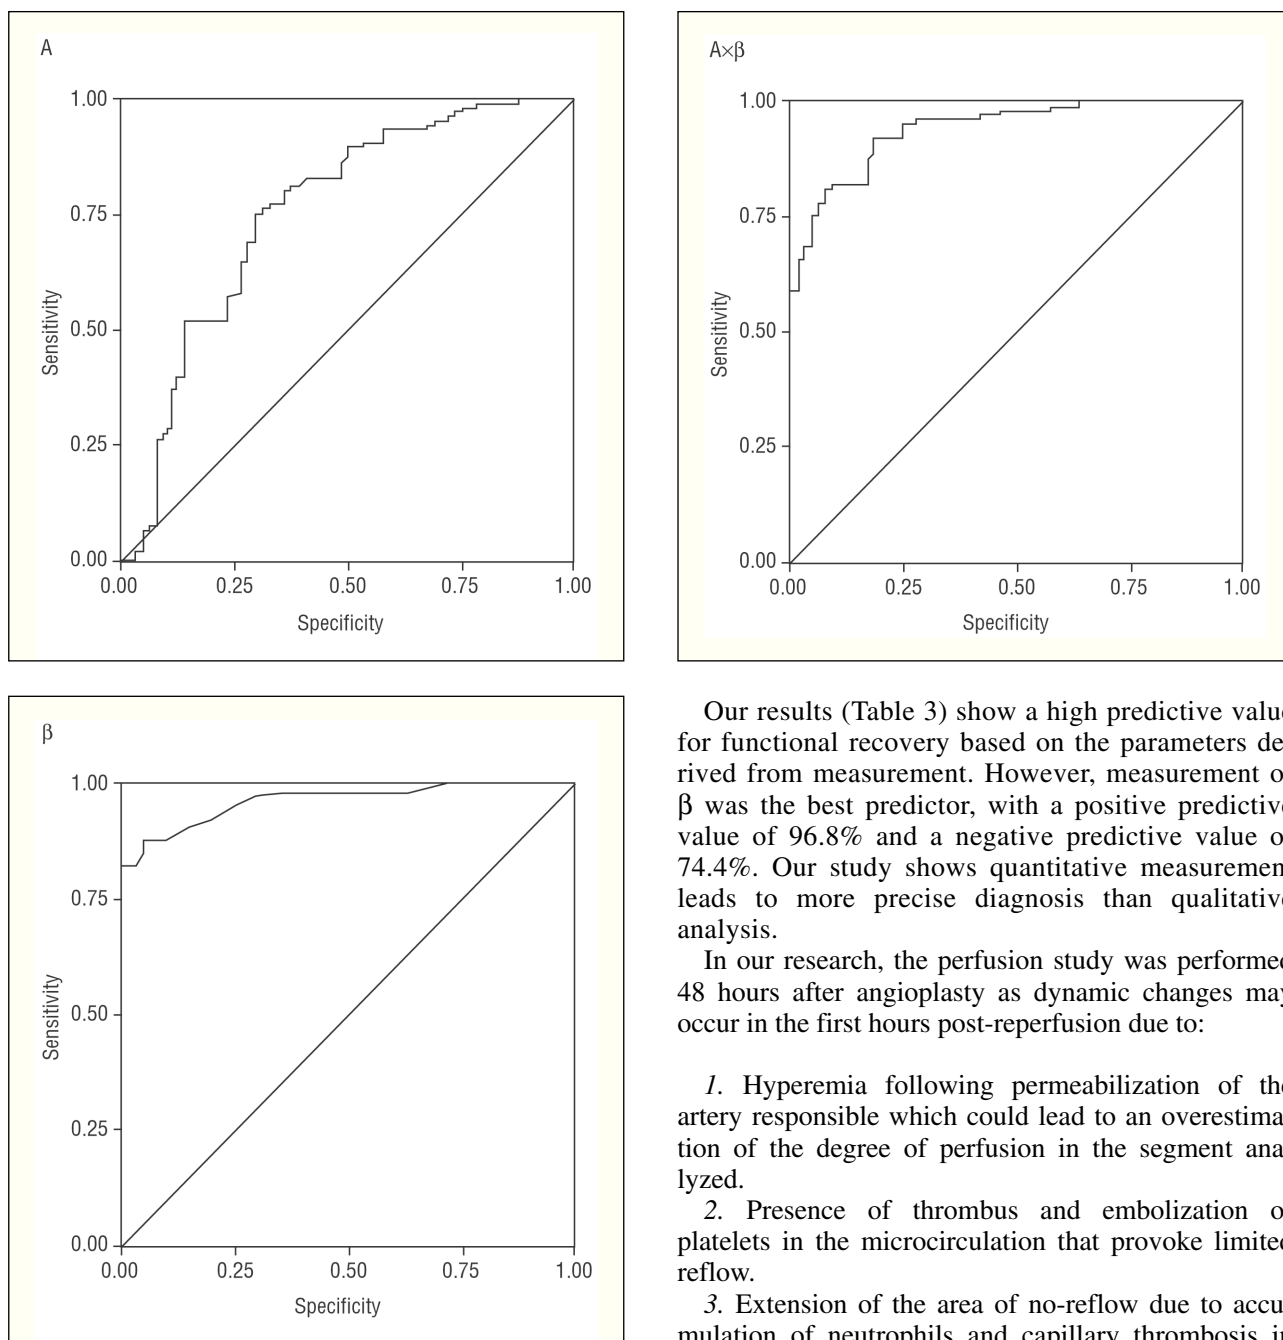 A
1.00
0.75
0.50
0.25
0.00
Sensitivity
0.00 0.25 0.50 0.75 1.00
Specificity
A×β
1.00
0.75
0.50
0.25
0.00
Sensitivity
0.00 0.25 0.50 0.75 1.00
Specificity
β
1.00
0.75
0.50
0.25
0.00
Sensitivity
0.00 0.25 0.50 0.75 1.00
Specificity
Our results (Table 3) show a high predictive value
for functional recovery based on the parameters de
rived from measurement. However, measurement o
β was the best predictor, with a positive predictive
value of 96.8% and a negative predictive value o
74.4%. Our study shows quantitative measuremen
leads to more precise diagnosis than qualitative
analysis.
In our research, the perfusion study was performed
48 hours after angioplasty as dynamic changes may
occur in the first hours post-reperfusion due to:
1. Hyperemia following permeabilization of the
artery responsible which could lead to an overestima
tion of the degree of perfusion in the segment ana
lyzed.
2. Presence of thrombus and embolization o
platelets in the microcirculation that provoke limited
reflow.
3. Extension of the area of no-reflow due to accu
mulation of neutrophils and capillary thrombosis in